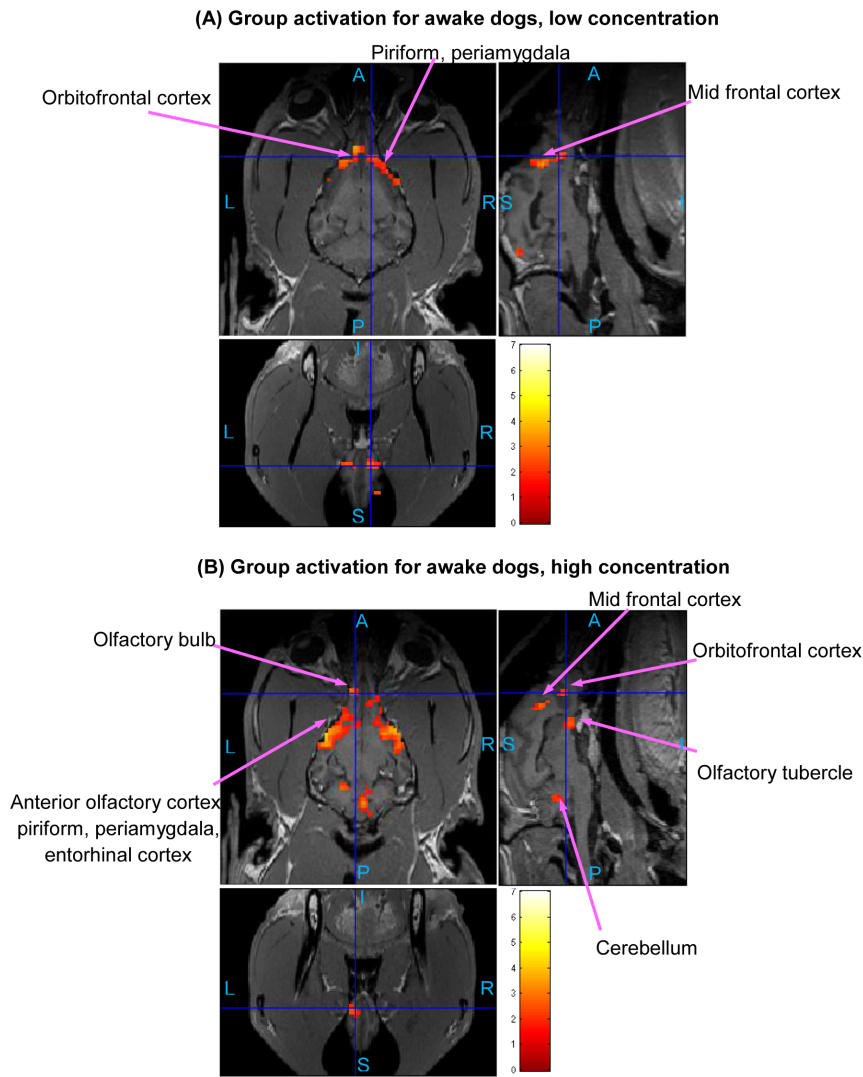 (A) Group activation for awake dogs, low concentration
Piriform, periamygdala
Orbitofrontal cortex
Mid frontal cortex
A
A
L
R
S
I
P
P
I
L
R
S
7
6
5
4
3
2
1
0
(B) Group activation for awake dogs, high concentration
Mid frontal cortex
Olfactory bulb
Orbitofrontal cortex
A
A
L
R
S
I
Olfactory tubercle
Anterior olfactory cortex
piriform, periamygdala,
entorhinal cortex
P
P
I
L
R
S
7
6
5
4
3
2
1
0
Cerebellum